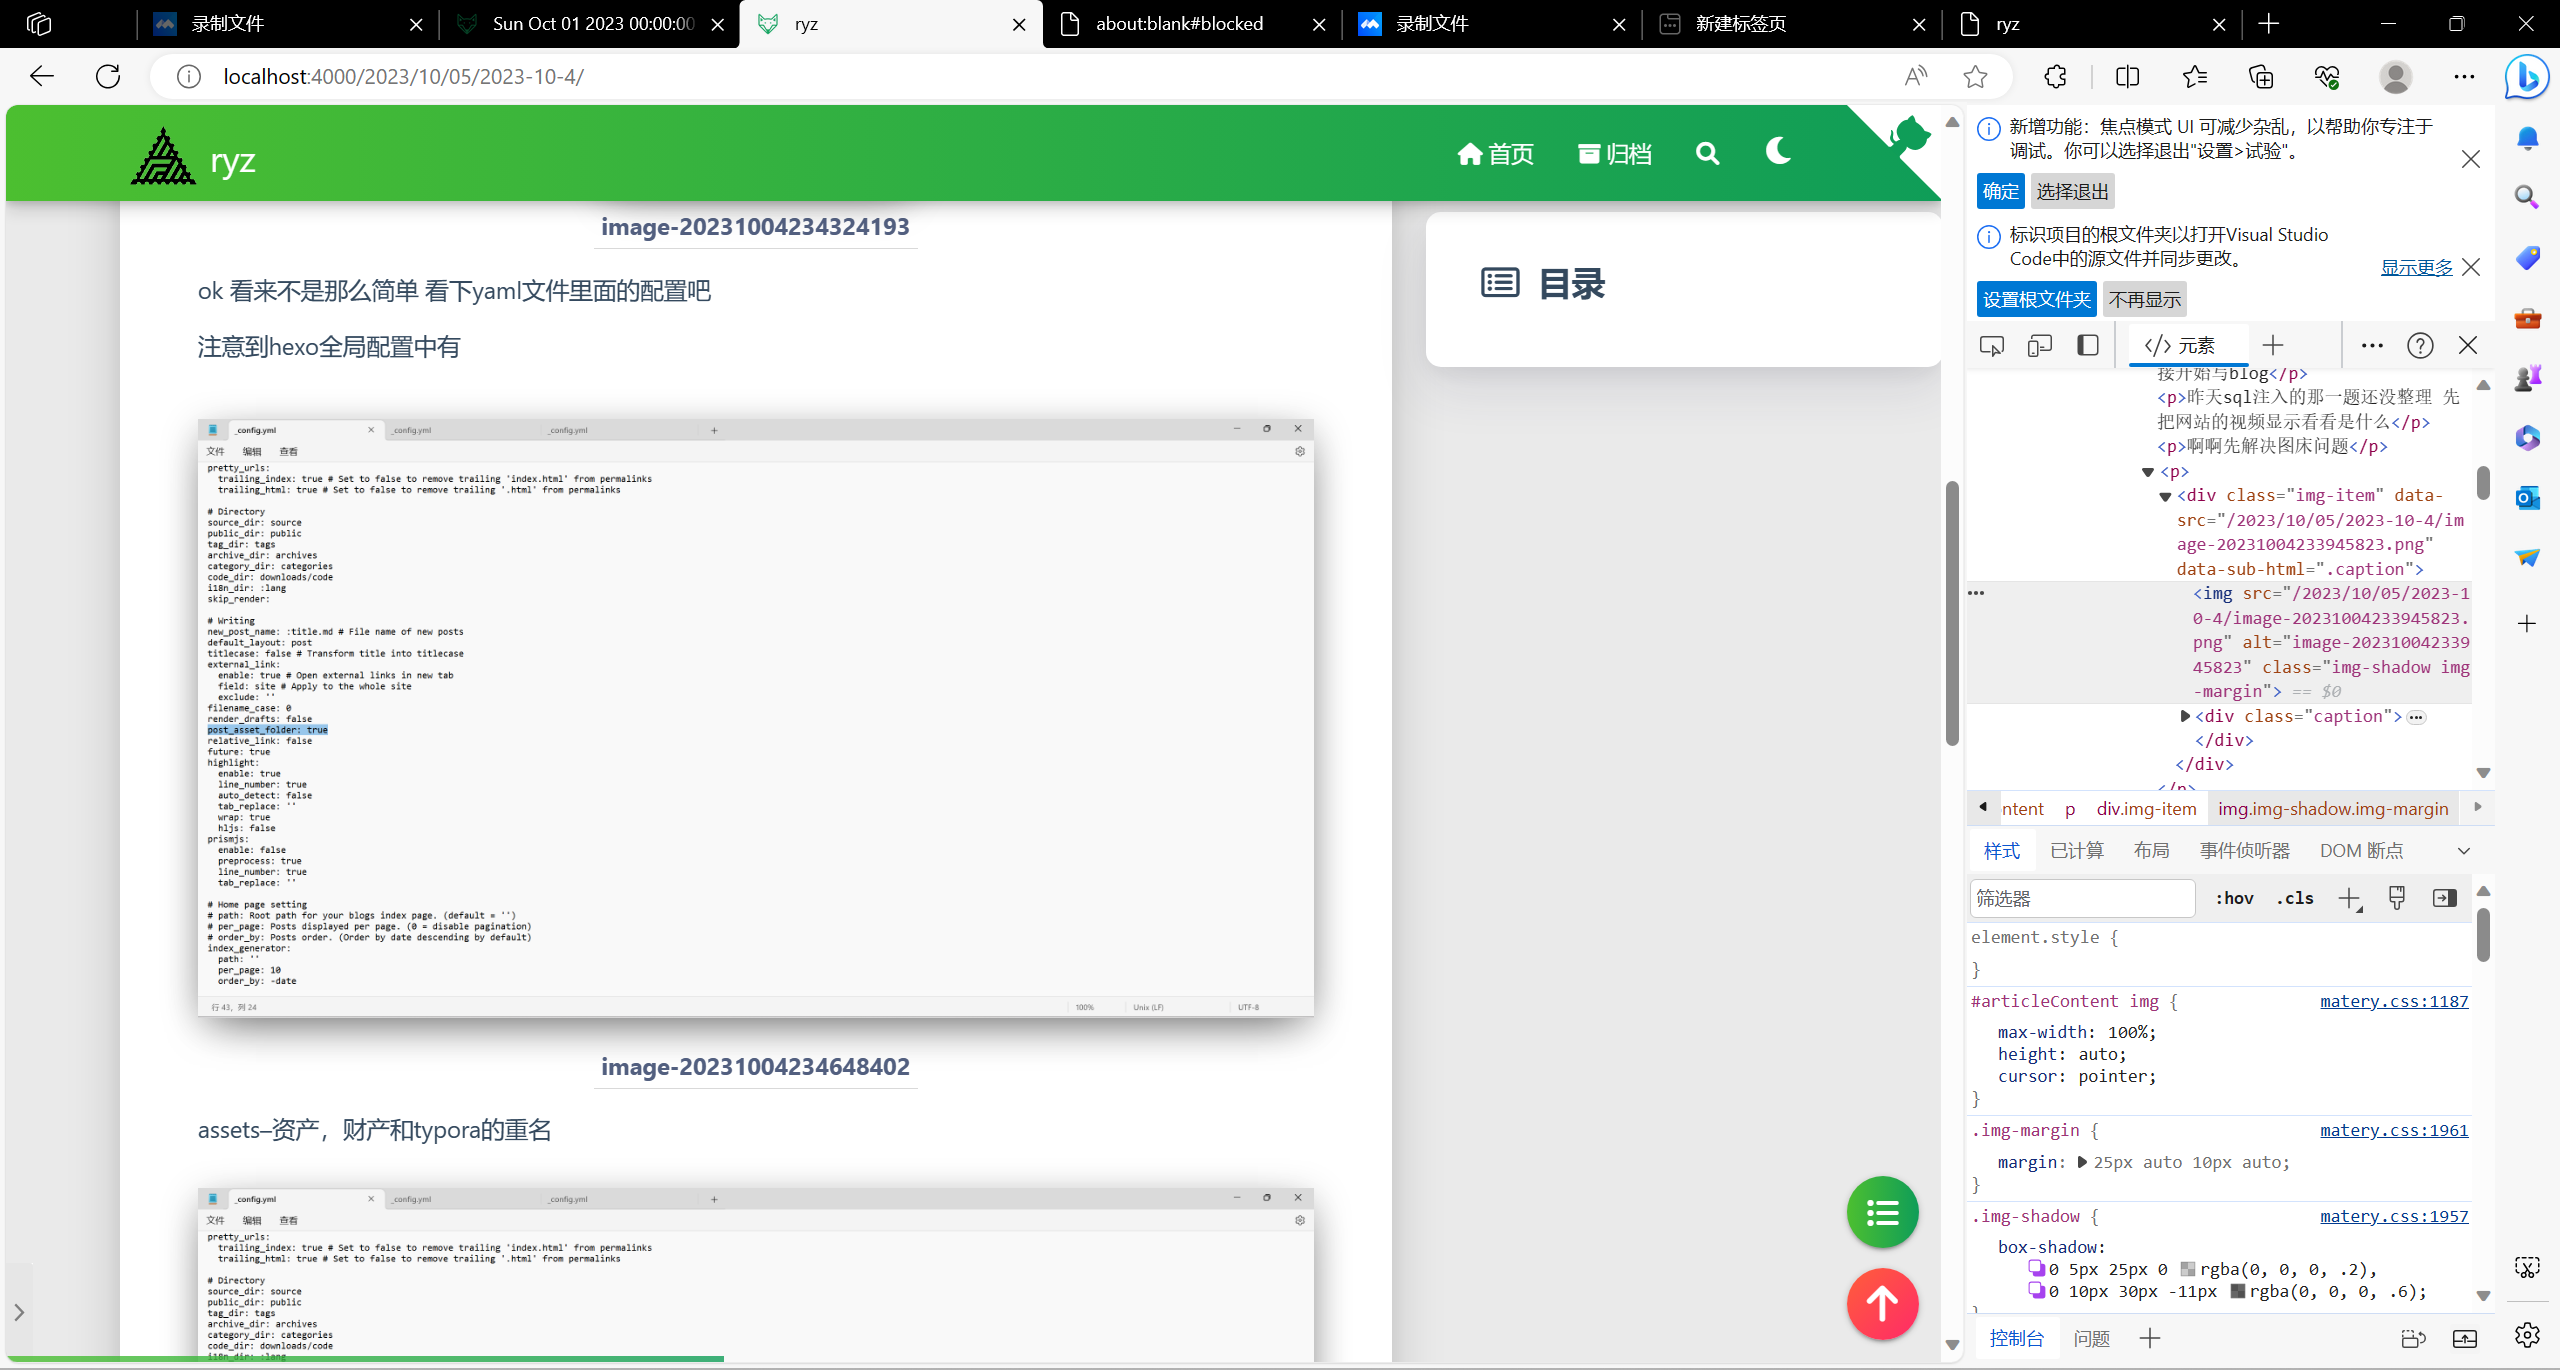 录制文件
Sun Oct 01 2023 00:00:00
ryz
about:blank#blocked
录制文件
新建标签页
ryz
localhost:4000/2023/10/05/2023-10-4/
ryz
首页
归档
image-20231004234324193
ok 看来不是那么简单 看下yaml文件里面的配置吧
注意到hexo全局配置中有
_config.yml
_config.yml
_config.yml
文件 编辑 查看
pretty_urls:
trailing_index: true # Set to false to remove trailing 'index.html' from permalinks
trailing_html: true # Set to false to remove trailing '.html' from permalinks
# Directory
source_dir: source
public_dir: public
tag_dir: tags
archive_dir: archives
category_dir: categories
code_dir: downloads/code
i18n_dir: :lang
skip_render:
# Writing
new_post_name: :title.md # File name of new posts
default_layout: post
titlecase: false # Transform title into titlecase
external_link:
enable: true # Open external links in new tab
field: site # Apply to the whole site
exclude: ''
filename_case: 0
render_drafts: false
post_asset_folder: true
relative_link: false
future: true
highlight:
enable: true
line_number: true
auto_detect: false
tab_replace: ''
wrap: true
hljs: false
prismjs:
enable: false
preprocess: true
line_number: true
tab_replace: ''
# Home page setting
# path: Root path for your blogs index page. (default = '')
# per_page: Posts displayed per page. (0 = disable pagination)
# order_by: Posts order. (Order by date descending by default)
index_generator:
path: ''
per_page: 10
order_by: -date
行 43，列 24
100%
Unix (LF)
UTF-8
image-20231004234648402
assets–资产，财产和typora的重名
_config.yml
_config.yml
_config.yml
文件 编辑 查看
pretty_urls:
trailing_index: true # Set to false to remove trailing 'index.html' from permalinks
trailing_html: true # Set to false to remove trailing '.html' from permalinks
# Directory
source_dir: source
public_dir: public
tag_dir: tags
archive_dir: archives
category_dir: categories
code_dir: downloads/code
i18n_dir: :lang
目录
新增功能：焦点模式 UI 可减少杂乱，以帮助你专注于
调试。你可以选择退出"设置>试验"。
确定 选择退出
标识项目的根文件夹以打开Visual Studio
Code中的源文件并同步更改。
显示更多
设置根文件夹 不再显示
</> 元素
接开始写blog</p>
<p>昨天sql注入的那一题还没整理 先
把网站的视频显示看看是什么</p>
<p>啊啊先解决图床问题</p>
<p>
<div class="img-item" data-
src="/2023/10/05/2023-10-4/im
age-20231004233945823.png"
data-sub-html=".caption">
<img src="/2023/10/05/2023-1
0-4/image-20231004233945823.
png" alt="image-202310042339
45823" class="img-shadow img
-margin"> == $0
<div class="caption">
</div>
</div>
</p>
ntent p div.img-item img.img-shadow.img-margin
样式 已计算 布局 事件侦听器 DOM 断点
筛选器
:hov .cls
element.style {
}
#articleContent img {
matery.css:1187
max-width: 100%;
height: auto;
cursor: pointer;
}
.img-margin {
matery.css:1961
margin: 25px auto 10px auto;
}
.img-shadow {
matery.css:1957
box-shadow:
0 5px 25px 0 rgba(0, 0, 0, .2),
0 10px 30px -11px rgba(0, 0, 0, .6);
}
控制台 问题